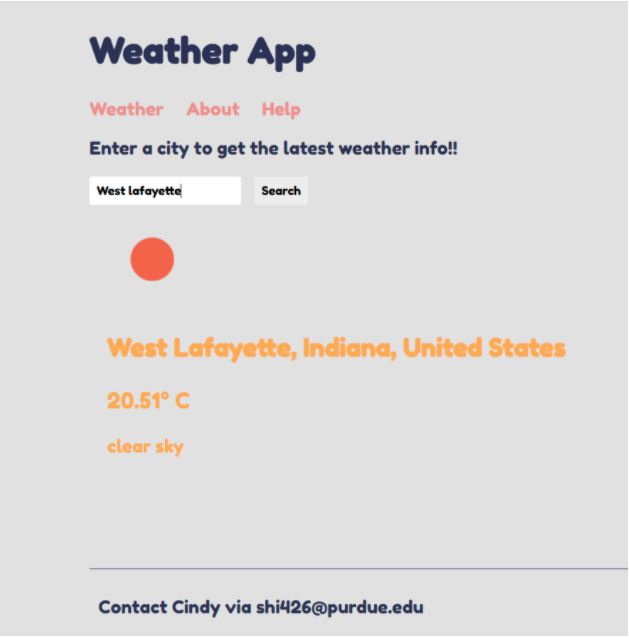 Weather App
Weather About Help
Enter a city to get the latest weather info!!
West lafayette Search
West Lafayette, Indiana, United States
20.51° C
clear sky
Contact Cindy via shi426@purdue.edu